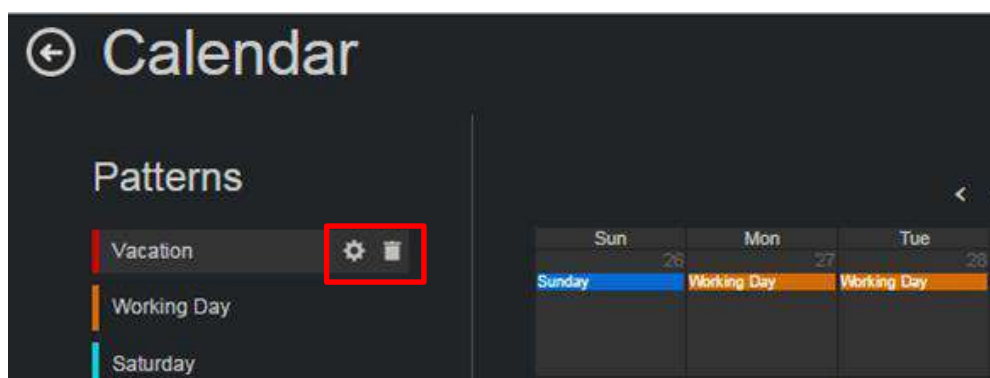 Calendar
Patterns
Vacation
Working Day
Saturday
Sun Mon Tue
26 27 28
Sunday Working Day Working Day